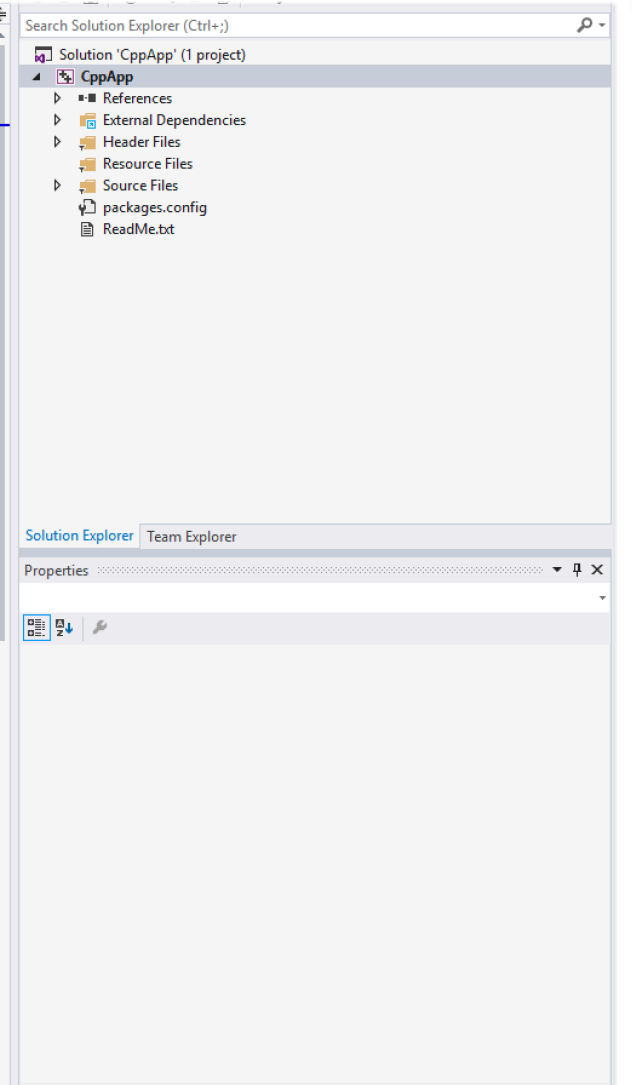 Search Solution Explorer (Ctrl+;)
Solution 'CppApp' (1 project)
CppApp
References
External Dependencies
Header Files
Resource Files
Source Files
packages.config
ReadMe.txt
Solution Explorer Team Explorer
Properties